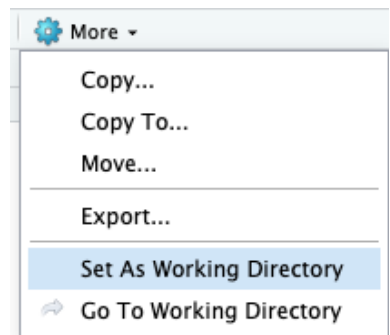 More
Copy...
Copy To...
Move...
Export...
Set As Working Directory
Go To Working Directory